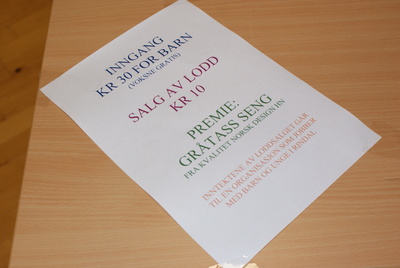 INNGANG
KR 30 FOR BARN
(VOKSNE GRATIS)
SALG AV LODD
KR 10
PREMIE:
GRÅTASS SENG
FRA KVALITET NORSK DESIGN HN
INNTEKTENE AV LODDSALGET GÅR
TIL EN ORGANISASJON SOM JOBBER
MED BARN OG UNGE I RINDAL